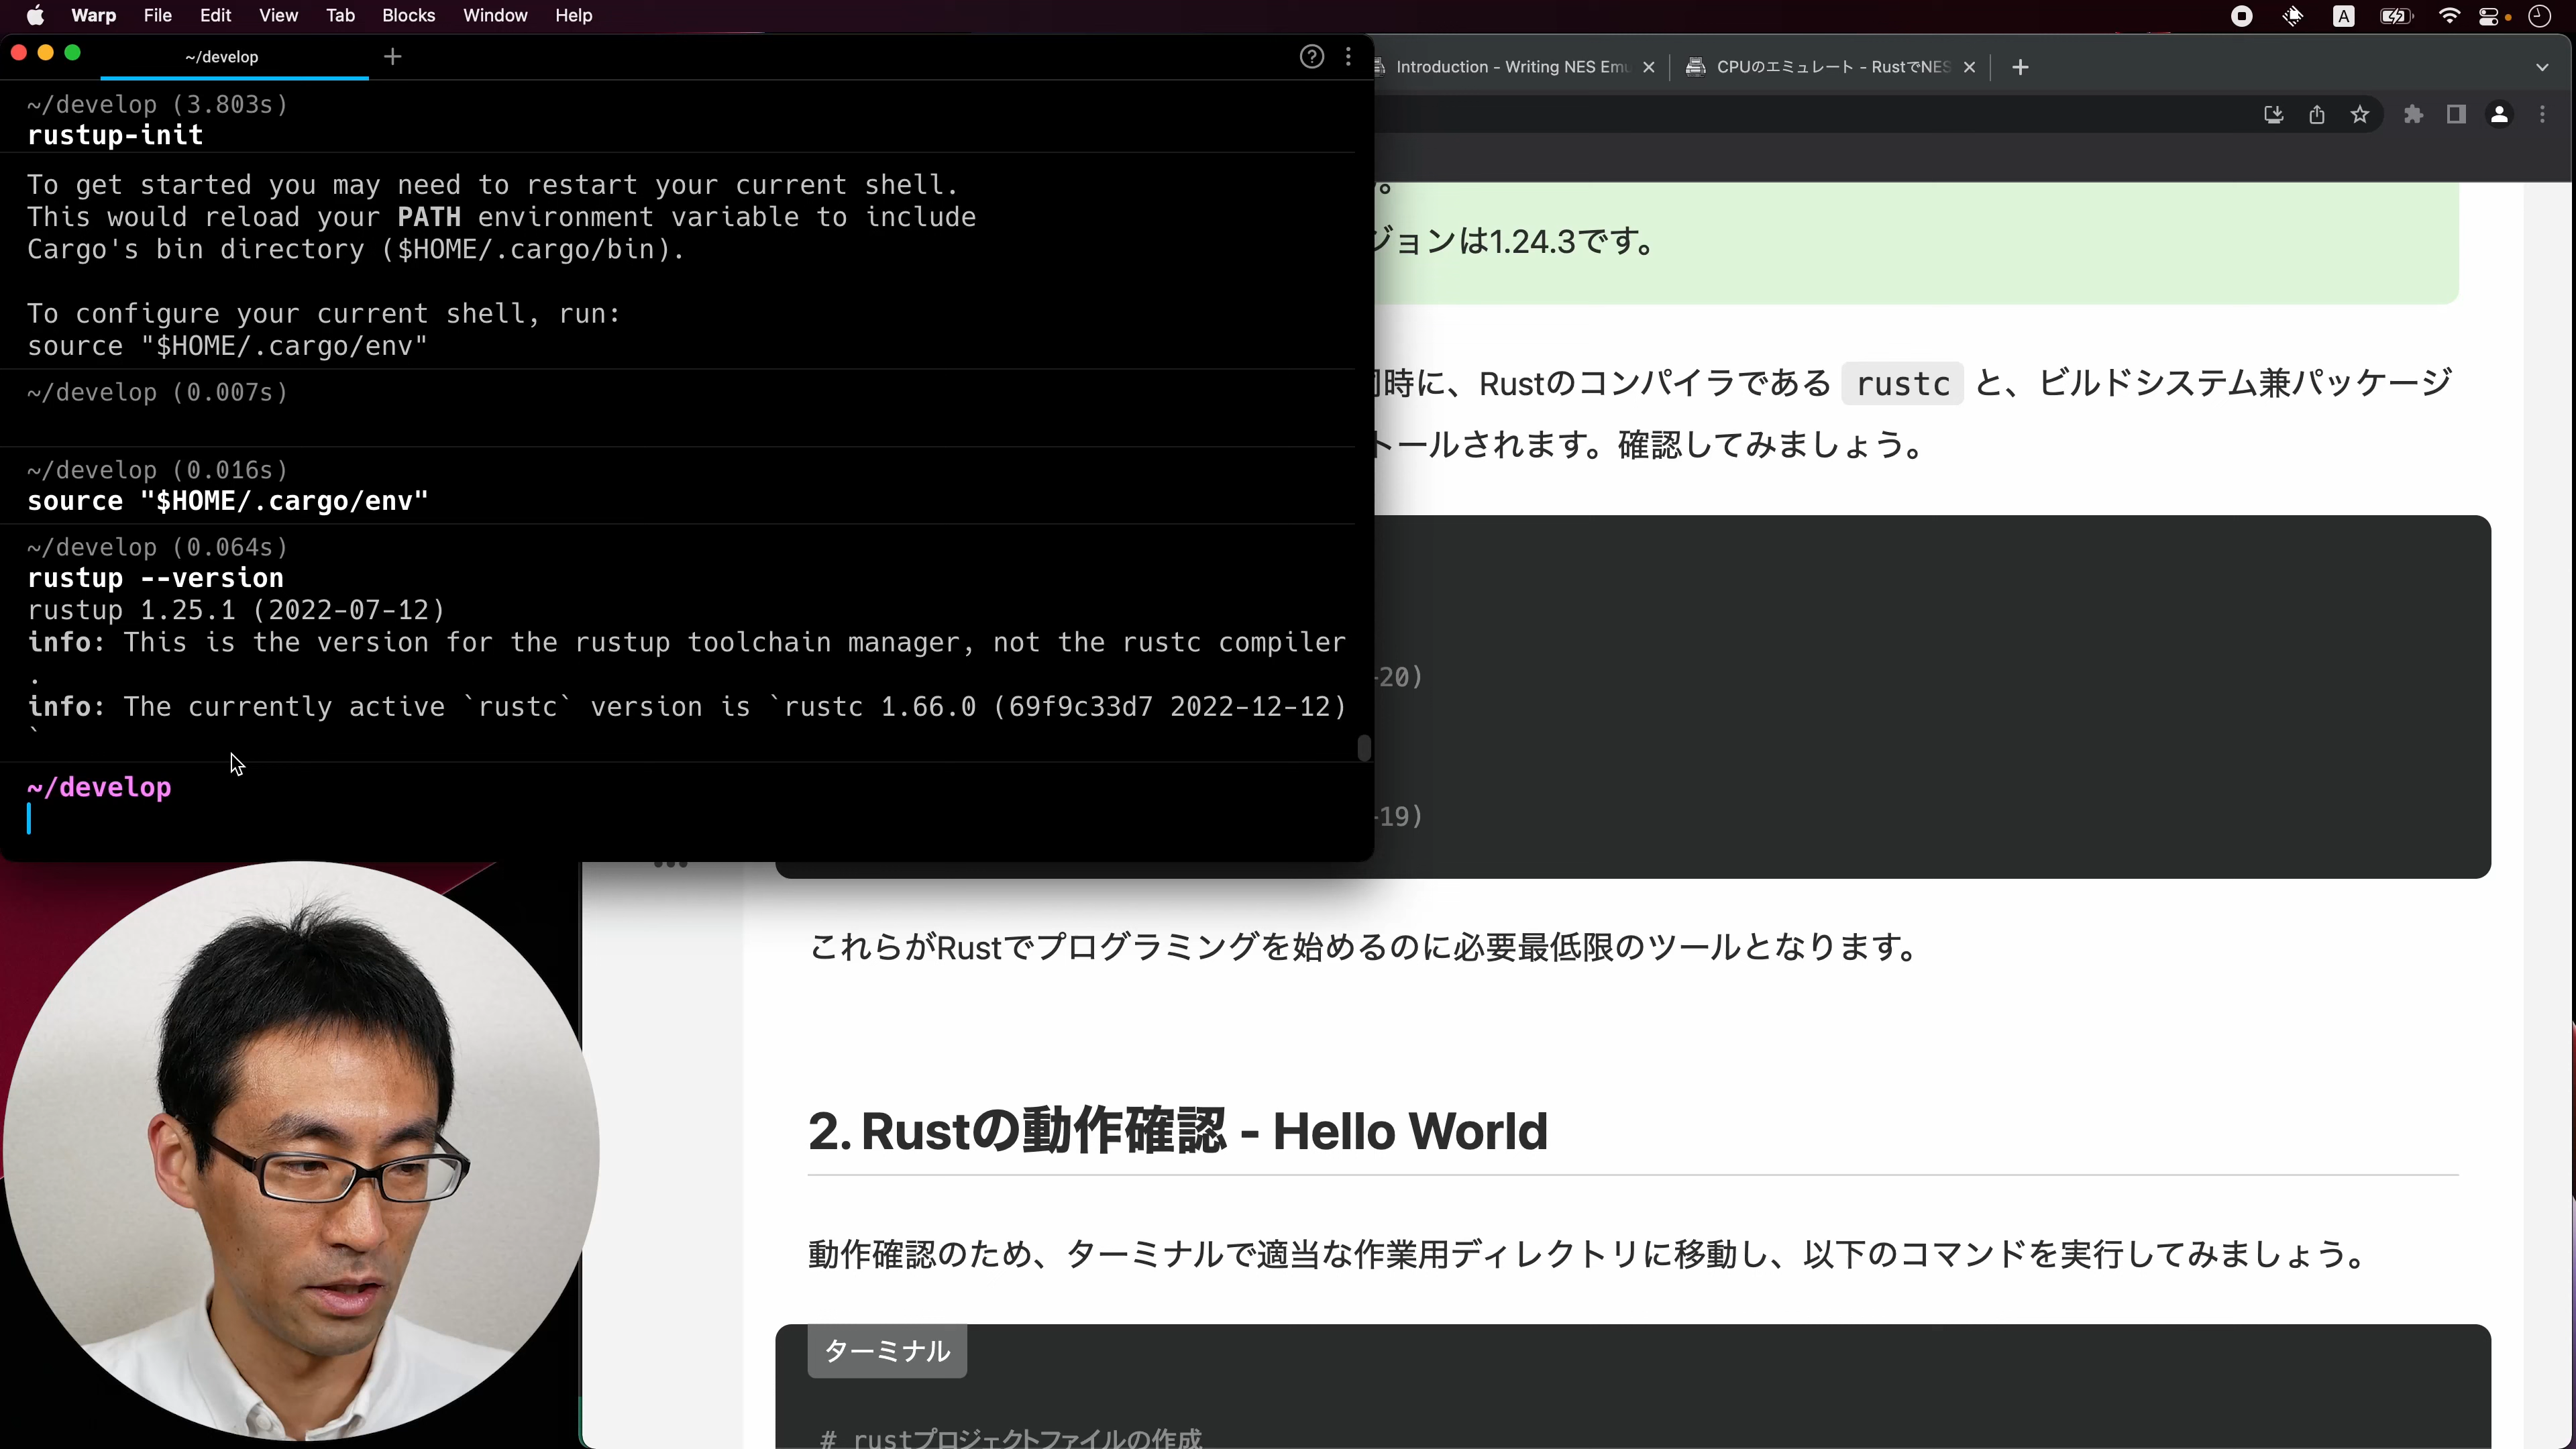 Warp File Edit View Tab Blocks Window Help
A
~/develop
~/develop (3.803s)
rustup-init
To get started you may need to restart your current shell.
This would reload your PATH environment variable to include
Cargo's bin directory ($HOME/.cargo/bin).
To configure your current shell, run:
source "$HOME/.cargo/env"
~/develop (0.007s)
~/develop (0.016s)
source "$HOME/.cargo/env"
~/develop (0.064s)
rustup --version
rustup 1.25.1 (2022-07-12)
info: This is the version for the rustup toolchain manager, not the rustc compiler
.
info: The currently active `rustc` version is `rustc 1.66.0 (69f9c33d7 2022-12-12)
`
~/develop
Introduction - Writing NES Emu
CPUのエミュレート - RustでNES
。
ジョンは1.24.3です。
同時に、Rustのコンパイラである rustc と、ビルドシステム兼パッケージ
トールされます。確認してみましょう。
-20)
-19)
これらがRustでプログラミングを始めるのに必要最低限のツールとなります。
2. Rustの動作確認 - Hello World
動作確認のため、ターミナルで適当な作業用ディレクトリに移動し、以下のコマンドを実行してみましょう。
ターミナル
# rustプロジェクトファイルの作成